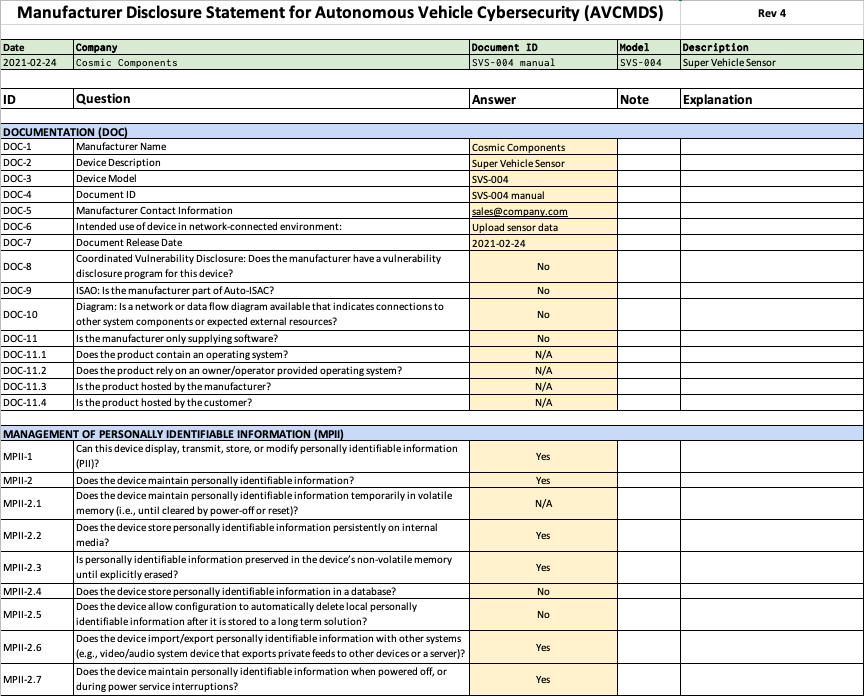 Manufacturer Disclosure Statement for Autonomous Vehicle Cybersecurity (AVCMDS) Rev 4
Date Company Document ID Model Description
2021-02-24 Cosmic Components SVS-004 manual SVS-004 Super Vehicle Sensor
ID Question Answer Note Explanation
DOCUMENTATION (DOC)
DOC-1 Manufacturer Name Cosmic Components
DOC-2 Device Description Super Vehicle Sensor
DOC-3 Device Model SVS-004
DOC-4 Document ID SVS-004 manual
DOC-5 Manufacturer Contact Information sales@company.com
DOC-6 Intended use of device in network-connected environment: Upload sensor data
DOC-7 Document Release Date 2021-02-24
DOC-8 Coordinated Vulnerability Disclosure: Does the manufacturer have a vulnerability
disclosure program for this device? No
DOC-9 ISAO: Is the manufacturer part of Auto-ISAC? No
DOC-10 Diagram: Is a network or data flow diagram available that indicates connections to
other system components or expected external resources? No
DOC-11 Is the manufacturer only supplying software? No
DOC-11.1 Does the product contain an operating system? N/A
DOC-11.2 Does the product rely on an owner/operator provided operating system? N/A
DOC-11.3 Is the product hosted by the manufacturer? N/A
DOC-11.4 Is the product hosted by the customer? N/A
MANAGEMENT OF PERSONALLY IDENTIFIABLE INFORMATION (MPII)
MPII-1 Can this device display, transmit, store, or modify personally identifiable information
(PII)? Yes
MPII-2 Does the device maintain personally identifiable information? Yes
MPII-2.1 Does the device maintain personally identifiable information temporarily in volatile
memory (i.e., until cleared by power-off or reset)? N/A
MPII-2.2 Does the device store personally identifiable information persistently on internal
media? Yes
MPII-2.3 Is personally identifiable information preserved in the device's non-volatile memory
until explicitly erased? Yes
MPII-2.4 Does the device store personally identifiable information in a database? No
MPII-2.5 Does the device allow configuration to automatically delete local personally
identifiable information after it is stored to a long term solution? No
MPII-2.6 Does the device import/export personally identifiable information with other systems
(e.g., video/audio system device that exports private feeds to other devices or a server)? Yes
MPII-2.7 Does the device maintain personally identifiable information when powered off, or
during power service interruptions? Yes